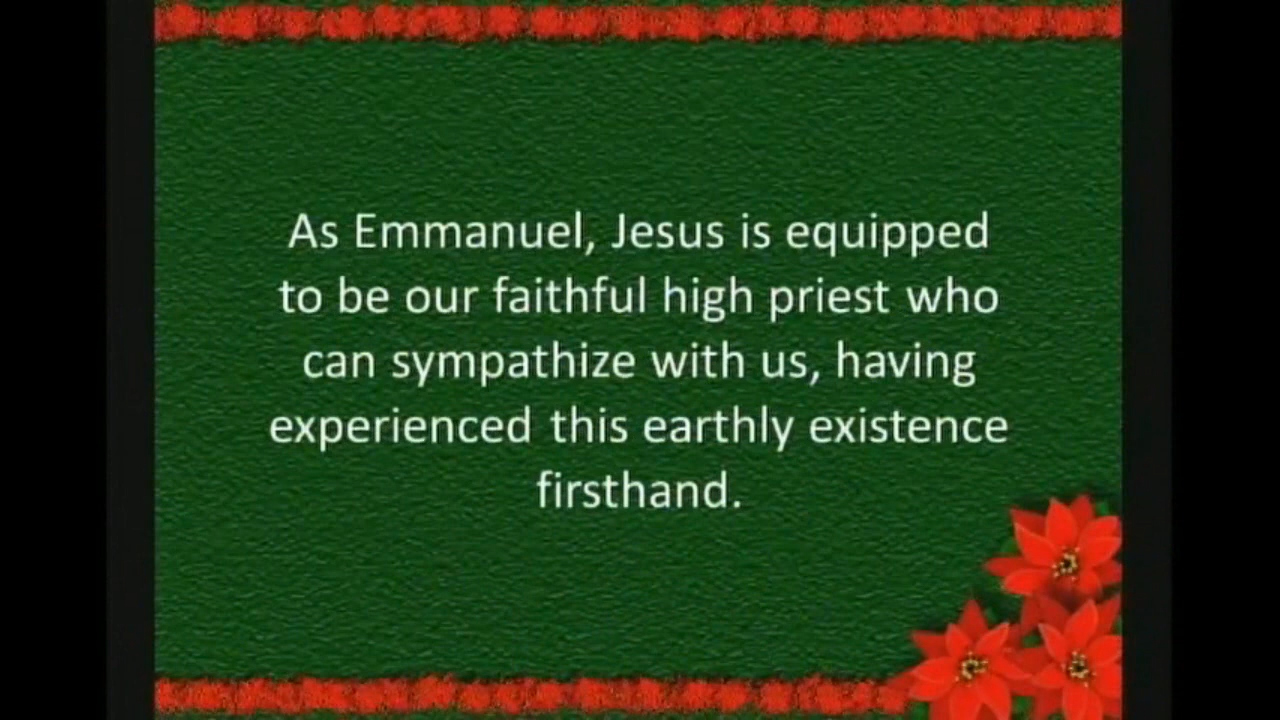 As Emmanuel, Jesus is equipped
to be our faithful high priest who
can sympathize with us, having
experienced this earthly existence
firsthand.